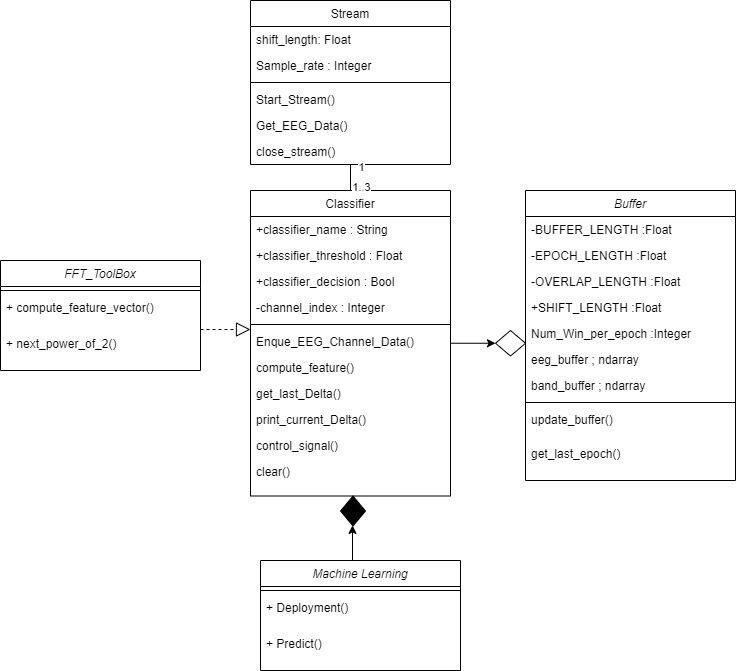 Stream
shift_length: Float
Sample_rate : Integer
Start_Stream()
Get_EEG_Data()
close_stream()
1
1..3
Classifier
+classifier_name : String
+classifier_threshold : Float
+classifier_decision : Bool
-channel_index : Integer
Enque_EEG_Channel_Data()
compute_feature()
get_last_Delta()
print_current_Delta()
control_signal()
clear()
Buffer
-BUFFER_LENGTH :Float
-EPOCH_LENGTH :Float
-OVERLAP_LENGTH :Float
+SHIFT_LENGTH :Float
Num_Win_per_epoch :Integer
eeg_buffer ; ndarray
band_buffer ; ndarray
update_buffer()
get_last_epoch()
FFT_ToolBox
+ compute_feature_vector()
+ next_power_of_2()
Machine Learning
+ Deployment()
+ Predict()